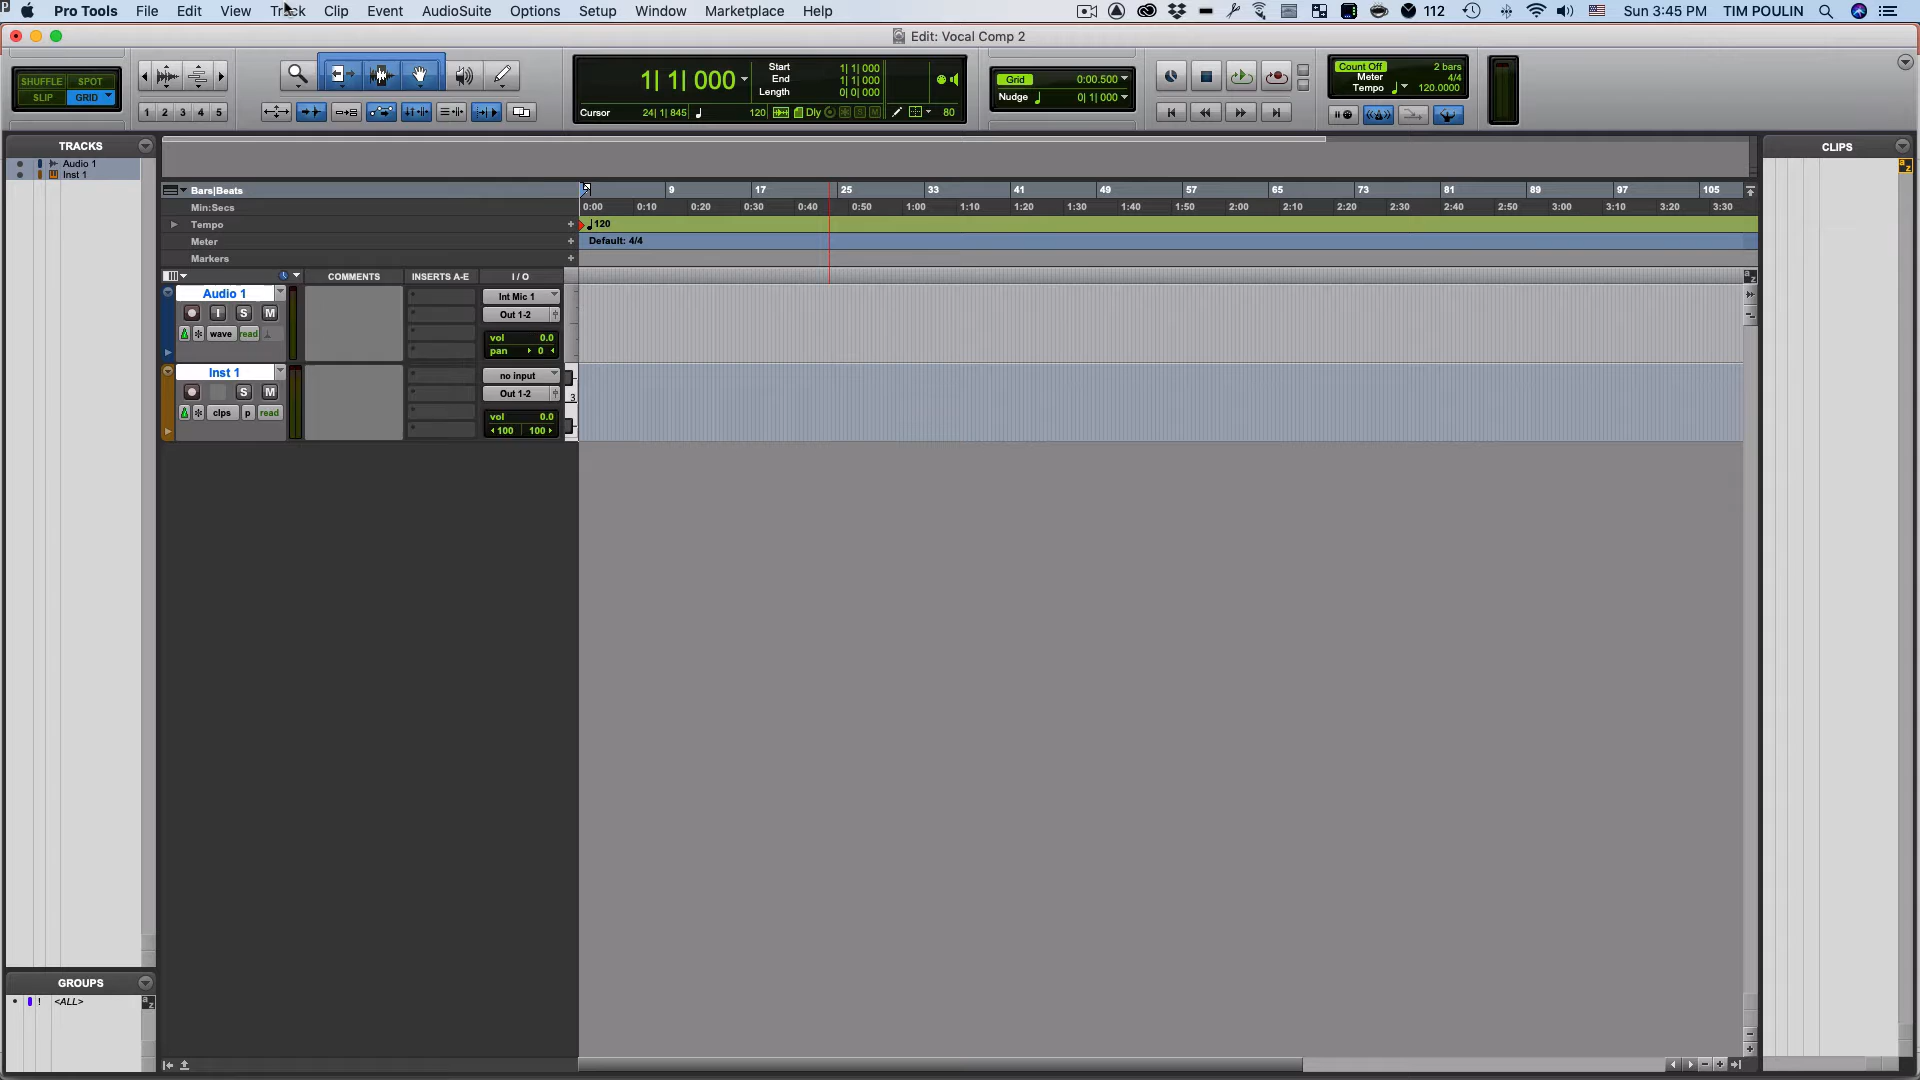 Pro Tools File Edit View Track Clip Event AudioSuite Options Setup Window Marketplace Help 112 Sun 3:45 PM TIM POULIN
Edit: Vocal Comp 2
SHUFFLE SPOT
SLIP GRID
1 2 3 4 5
1| 1| 000
Start 1| 1| 000
End 1| 1| 000
Length 0| 0| 000
Cursor 24| 1| 845 120 Dly S M 80
Grid 0:00.500
Nudge 0| 1| 000
Count Off 2 bars
Meter 4/4
Tempo 120.0000
TRACKS
Audio 1
Inst 1
CLIPS
Bars|Beats 9 17 25 33 41 49 57 65 73 81 89 97 105
Min:Secs 0:00 0:10 0:20 0:30 0:40 0:50 1:00 1:10 1:20 1:30 1:40 1:50 2:00 2:10 2:20 2:30 2:40 2:50 3:00 3:10 3:20 3:30
Tempo 120
Meter Default: 4/4
Markers
COMMENTS INSERTS A-E I / O
Audio 1 Int Mic 1
I S M Out 1-2
wave read vol 0.0
pan 0
Inst 1 no input
S M Out 1-2 3
clps p read vol 0.0
100 100
GROUPS
! <ALL> a z